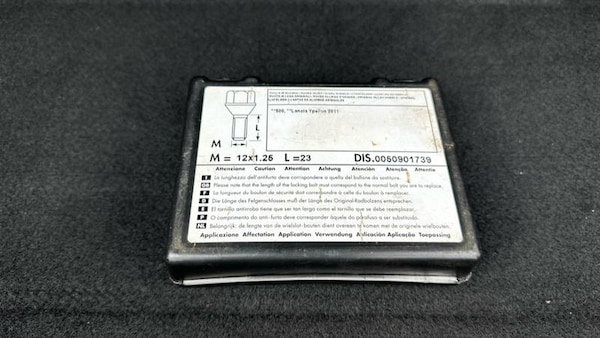 "500, "Lancia Ypsilon 2011
L
M
M = 12x1.25 L=23 DIS.0050901739
Attenzione Caution Attention Achtung Atención Atenção Attentie
I La lunghezza dell'antifurto deve corrispondere a quella del bullone da sostituire.
GB Please note that the length of the locking bolt must correspond to the normal bolt you are to replace.
F La longueur du boulon de sécurité doit correspondre à celle du boulon à remplacer.
D Die Länge des Felgenschlosses muß der Länge des Original-Radbolzens entsprechen.
E El tornillo antirrobo tiene que ser tan largo como el tornillo que se debe reemplazar.
P O comprimento do anti-furto deve corresponder àquele do parafuso a ser substituido.
NL Belangrijk: de lengte van de wielslot-bouten dient overeen te komen met de originele wielbouten.
Applicazione Affectation Application Verwendung Aplicación Aplicação Toepassing